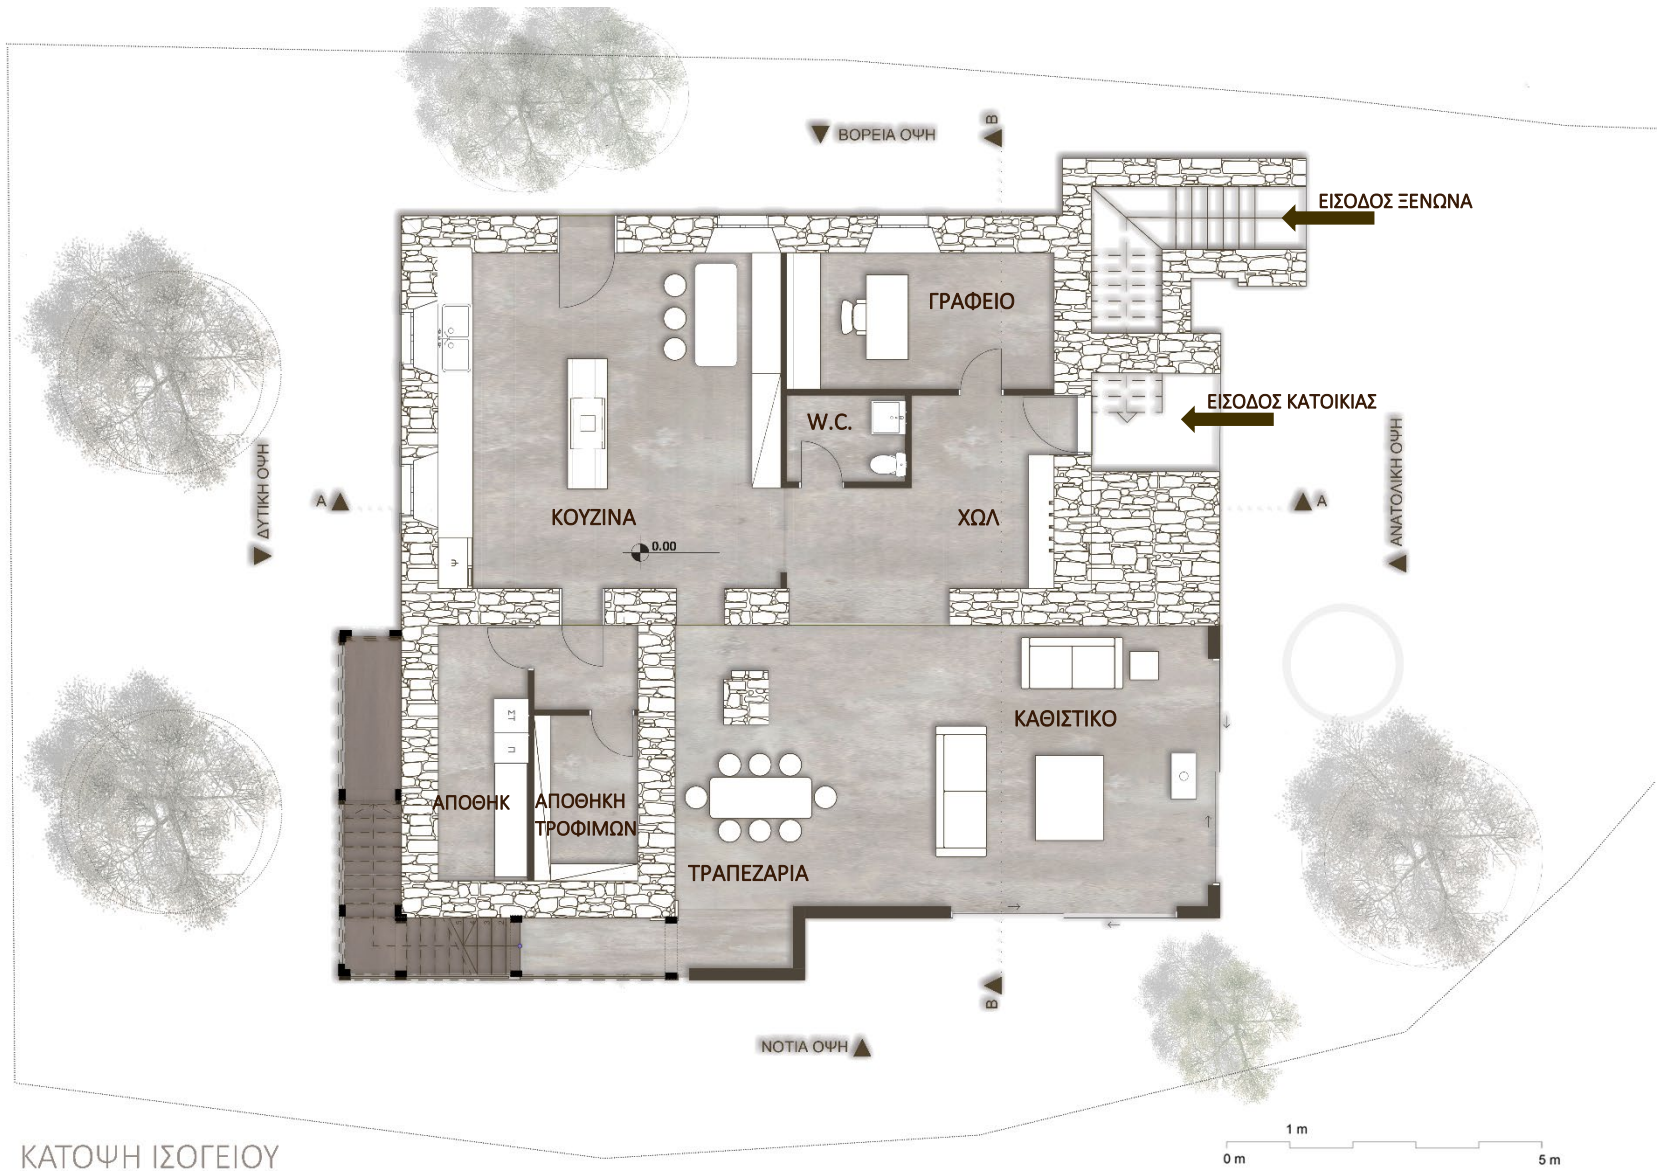 ΒΟΡΕΙΑ ΟΨΗ
B
ΕΙΣΟΔΟΣ ΞΕΝΩΝΑ
ΓΡΑΦΕΙΟ
ΕΙΣΟΔΟΣ ΚΑΤΟΙΚΙΑΣ
W.C.
ΔΥΤΙΚΗ ΟΨΗ
ΑΝΑΤΟΛΙΚΗ ΟΨΗ
A
A
ΚΟΥΖΙΝΑ
ΧΩΛ
0.00
Ψ
ΣΤ
Π
ΚΑΘΙΣΤΙΚΟ
ΑΠΟΘΗΚ
ΑΠΟΘΗΚΗ
ΤΡΟΦΙΜΩΝ
ΤΡΑΠΕΖΑΡΙΑ
B
ΝΟΤΙΑ ΟΨΗ
1 m
0 m
5 m
ΚΑΤΟΨΗ ΙΣΟΓΕΙΟΥ